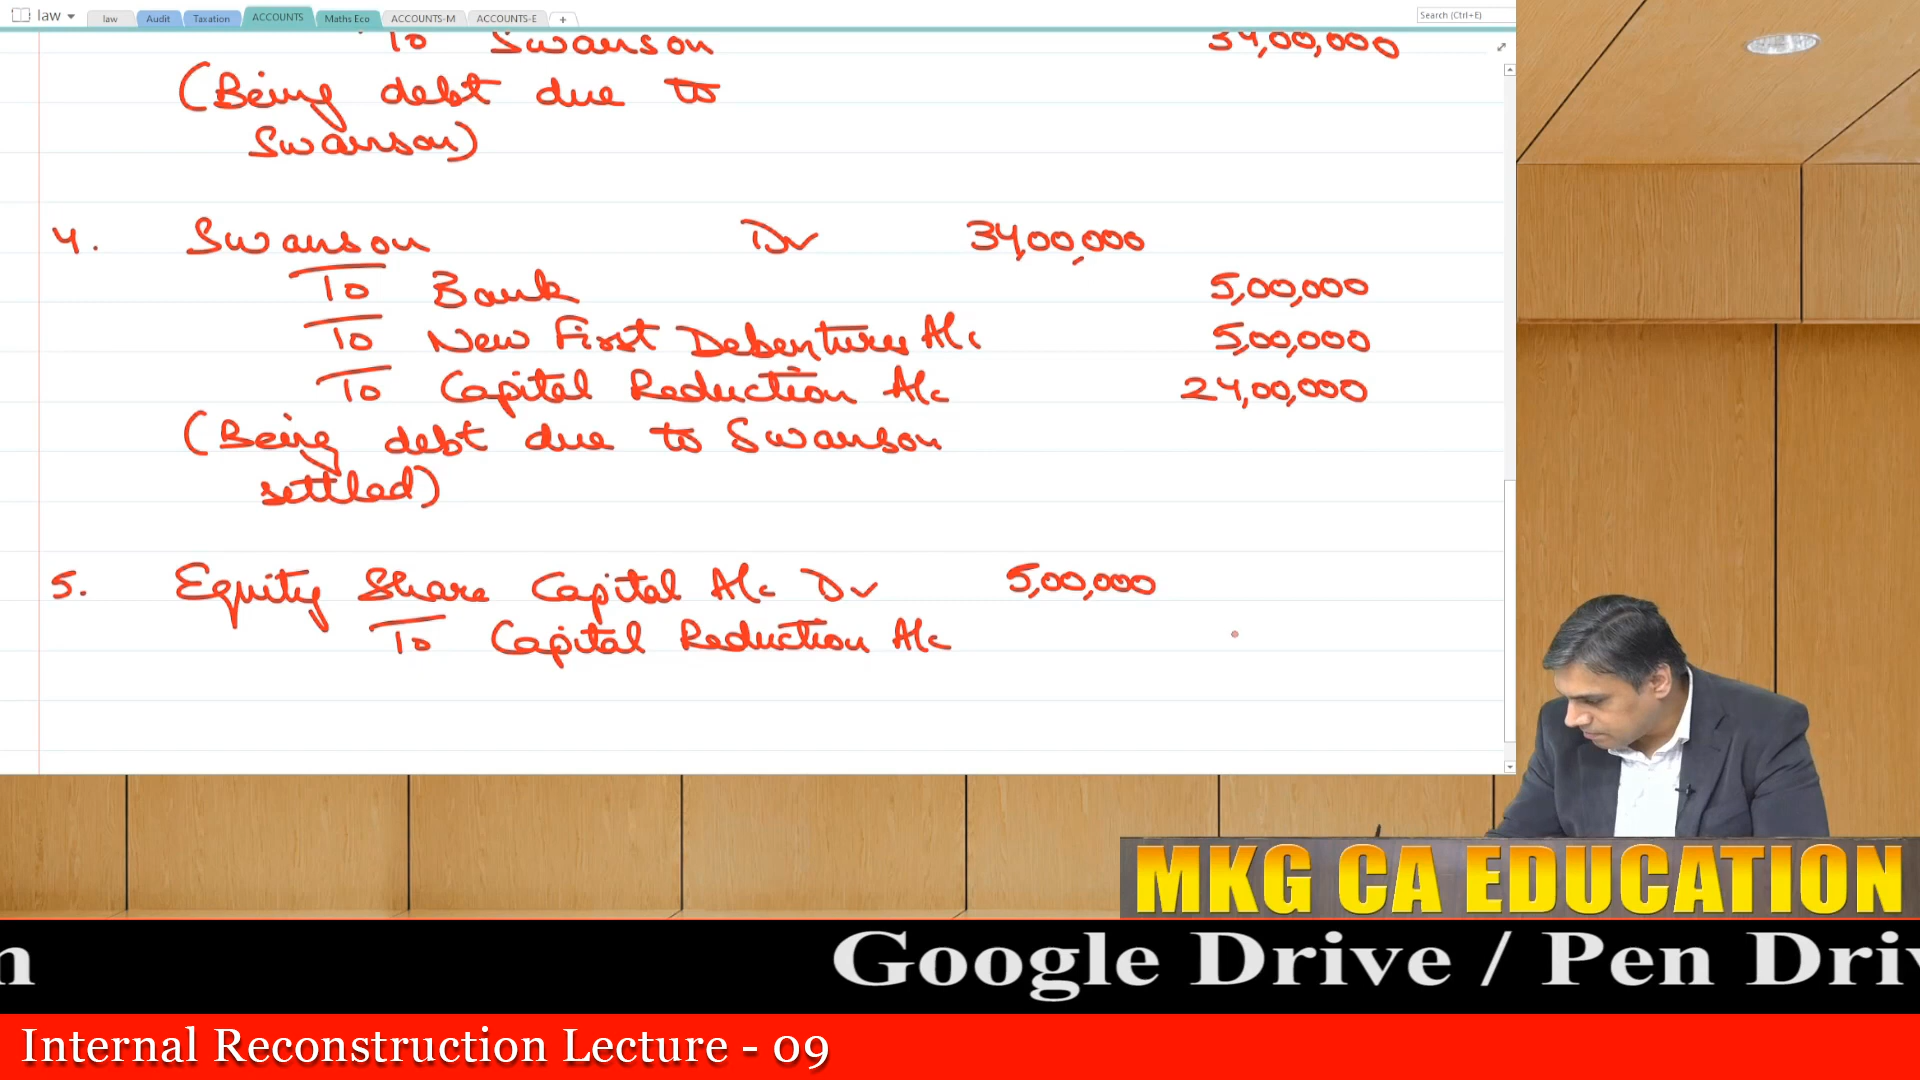 law law Audit Taxation ACCOUNTS Maths Eco ACCOUNTS-M ACCOUNTS-E + Search (Ctrl+E)
To Swanson 34,00,000
(Being debt due to
Swanson)
4. Swanson Dr 34,00,000
To Bank 5,00,000
To New First Debentures A/c 5,00,000
To Capital Reduction A/c 24,00,000
(Being debt due to Swanson
settled)
5. Equity Share Capital A/c Dr 5,00,000
To Capital Reduction A/c
MKG CA EDUCATION
n Google Drive / Pen Driv
Internal Reconstruction Lecture - 09